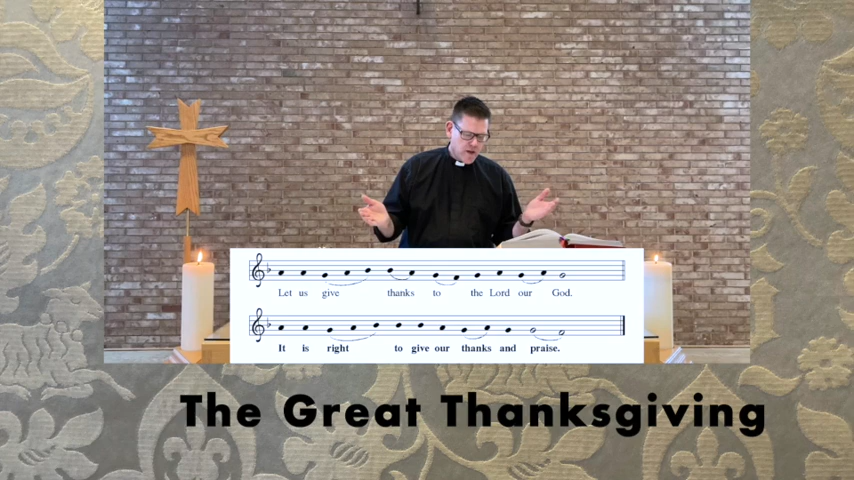 Let us give thanks to the Lord our God.
It is right to give our thanks and praise.
The Great Thanksgiving